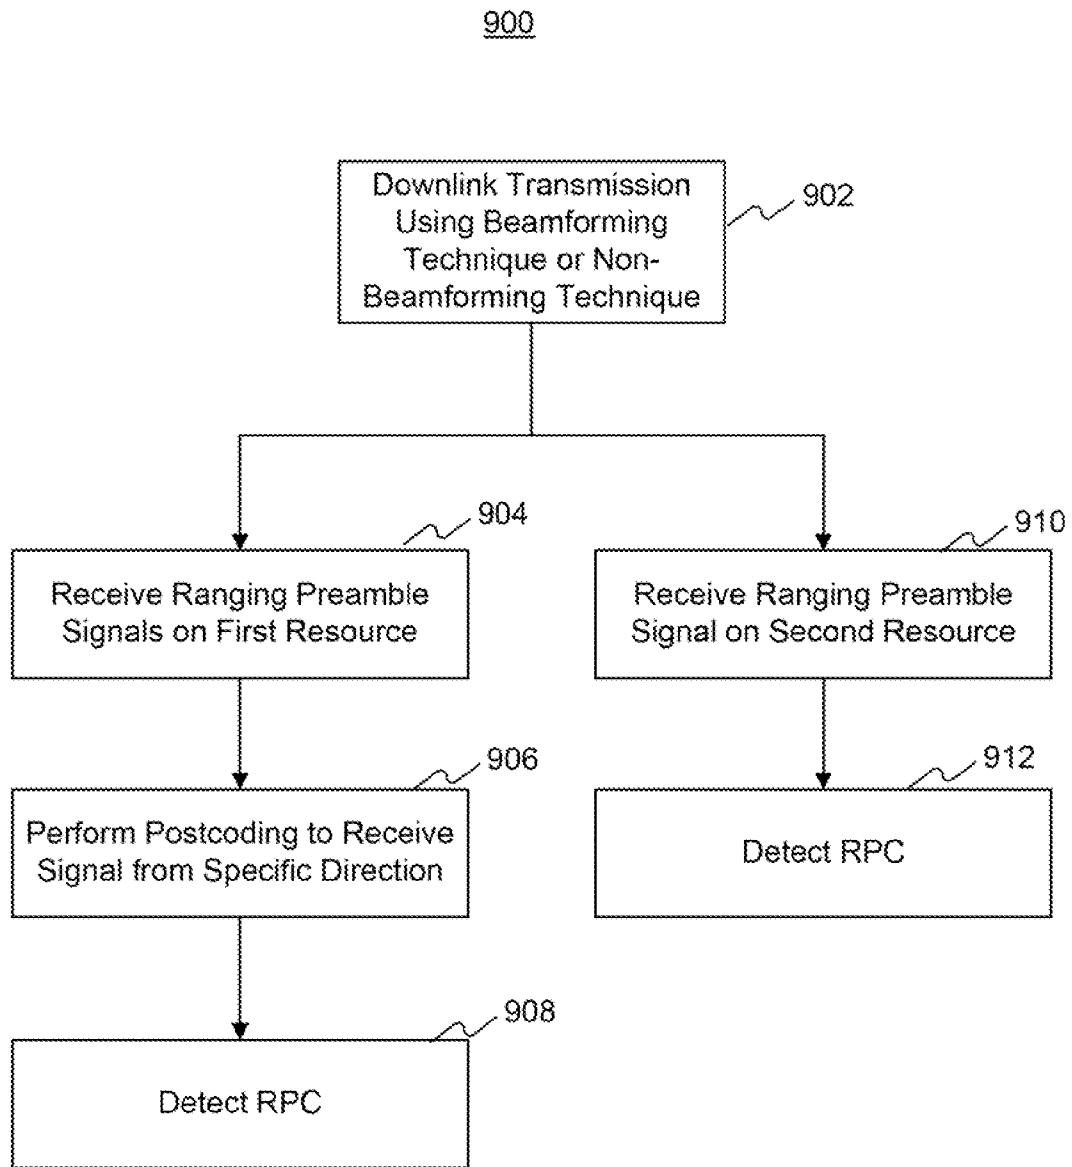 900
Downlink Transmission
Using Beamforming
Technique or Non-
Beamforming Technique
902
904
Receive Ranging Preamble
Signals on First Resource
910
Receive Ranging Preamble
Signal on Second Resource
906
Perform Postcoding to Receive
Signal from Specific Direction
912
Detect RPC
908
Detect RPC